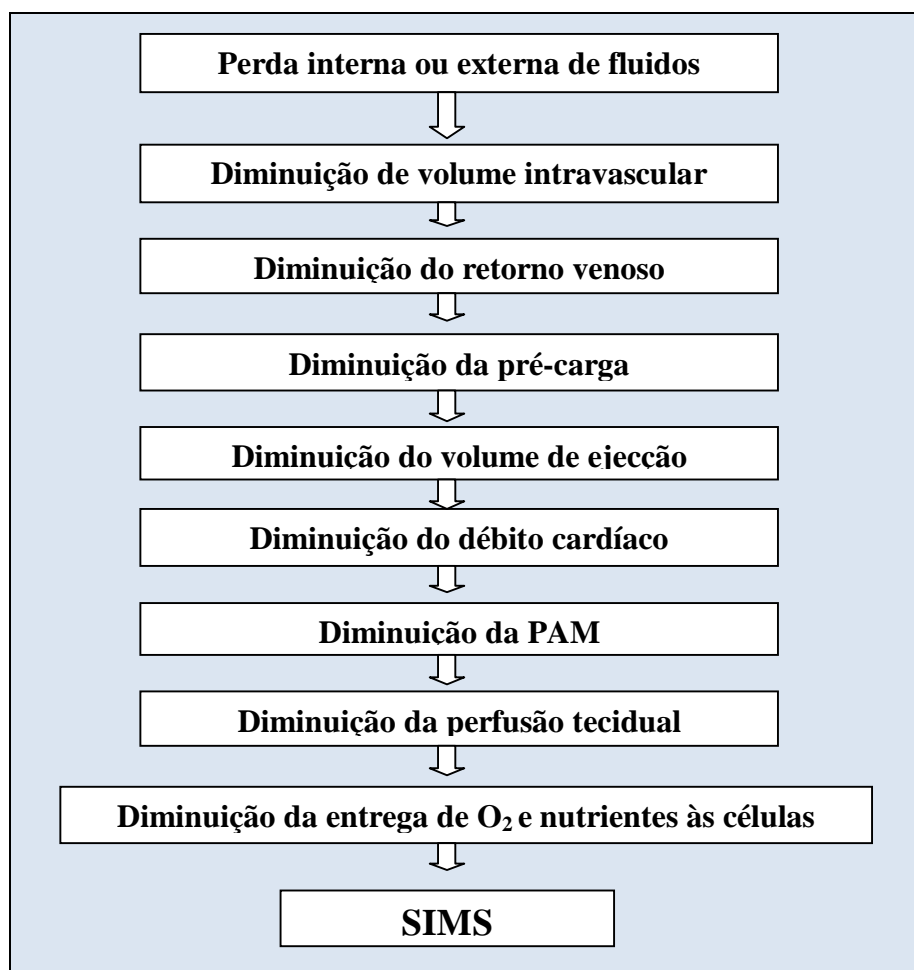 Perda interna ou externa de fluidos
Diminuição de volume intravascular
Diminuição do retorno venoso
Diminuição da pré-carga
Diminuição do volume de ejecção
Diminuição do débito cardíaco
Diminuição da PAM
Diminuição da perfusão tecidual
Diminuição da entrega de O₂ e nutrientes às células
SIMS